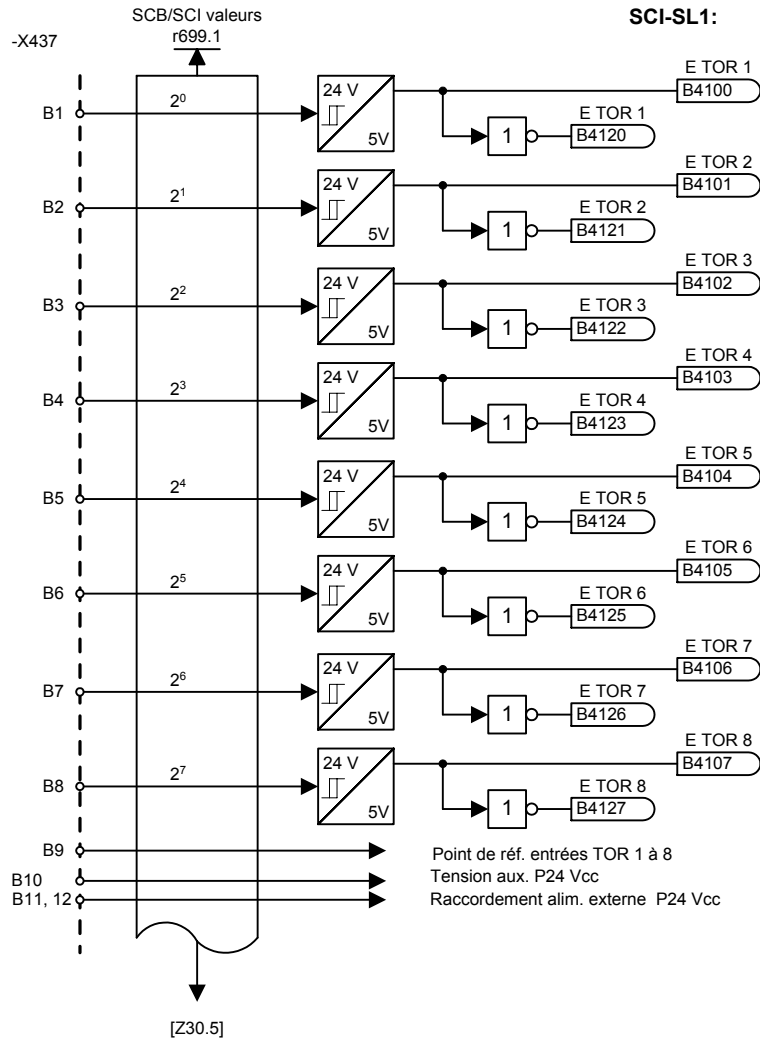 SCB/SCI valeurs
r699.1
SCI-SL1:
-X437
B1
2⁰
24 V
5V
E TOR 1
B4100
E TOR 1
1
B4120
B2
2¹
24 V
5V
E TOR 2
B4101
E TOR 2
1
B4121
B3
2²
24 V
5V
E TOR 3
B4102
E TOR 3
1
B4122
B4
2³
24 V
5V
E TOR 4
B4103
E TOR 4
1
B4123
B5
2⁴
24 V
5V
E TOR 5
B4104
E TOR 5
1
B4124
B6
2⁵
24 V
5V
E TOR 6
B4105
E TOR 6
1
B4125
B7
2⁶
24 V
5V
E TOR 7
B4106
E TOR 7
1
B4126
B8
2⁷
24 V
5V
E TOR 8
B4107
E TOR 8
1
B4127
B9
Point de réf. entrées TOR 1 à 8
B10
Tension aux. P24 Vcc
B11, 12
Raccordement alim. externe P24 Vcc
[Z30.5]